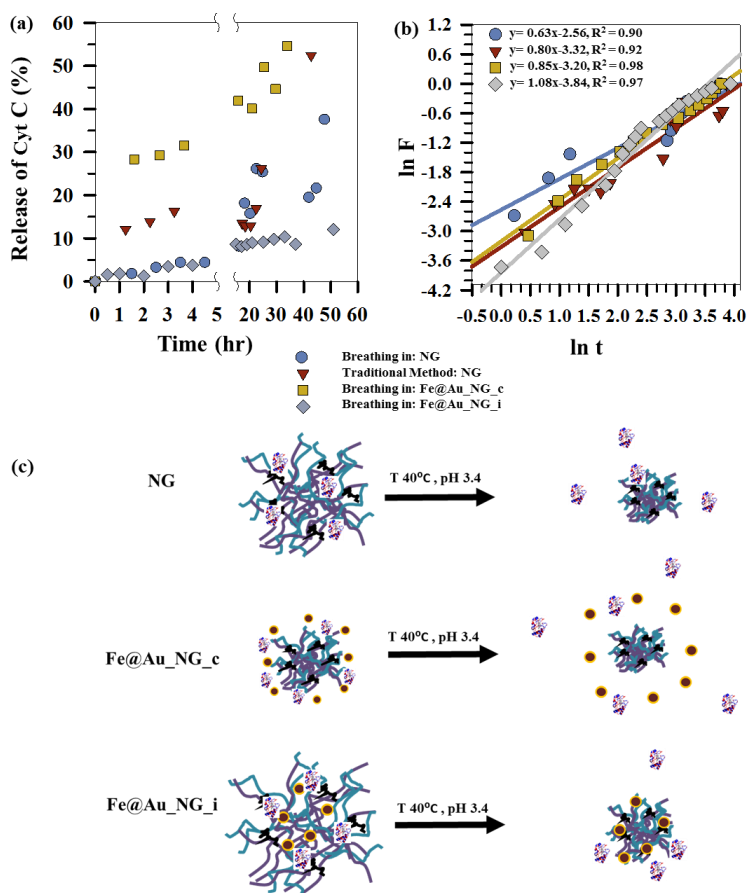 (a)
Release of Cyt C (%)
60
50
40
30
20
10
0
0 1 2 3 4 5 20 30 40 50 60
Time (hr)
(b)
y= 0.63x-2.56, R² = 0.90
y= 0.80x-3.32, R² = 0.92
y= 0.85x-3.20, R² = 0.98
y= 1.08x-3.84, R² = 0.97
ln F
1.2
0.6
0.0
-0.6
-1.2
-1.8
-2.4
-3.0
-3.6
-4.2
-0.5 0.0 0.5 1.0 1.5 2.0 2.5 3.0 3.5 4.0
ln t
Breathing in: NG
Traditional Method: NG
Breathing in: Fe@Au_NG_c
Breathing in: Fe@Au_NG_i
(c)
NG
T 40°C , pH 3.4
Fe@Au_NG_c
T 40°C , pH 3.4
Fe@Au_NG_i
T 40°C , pH 3.4